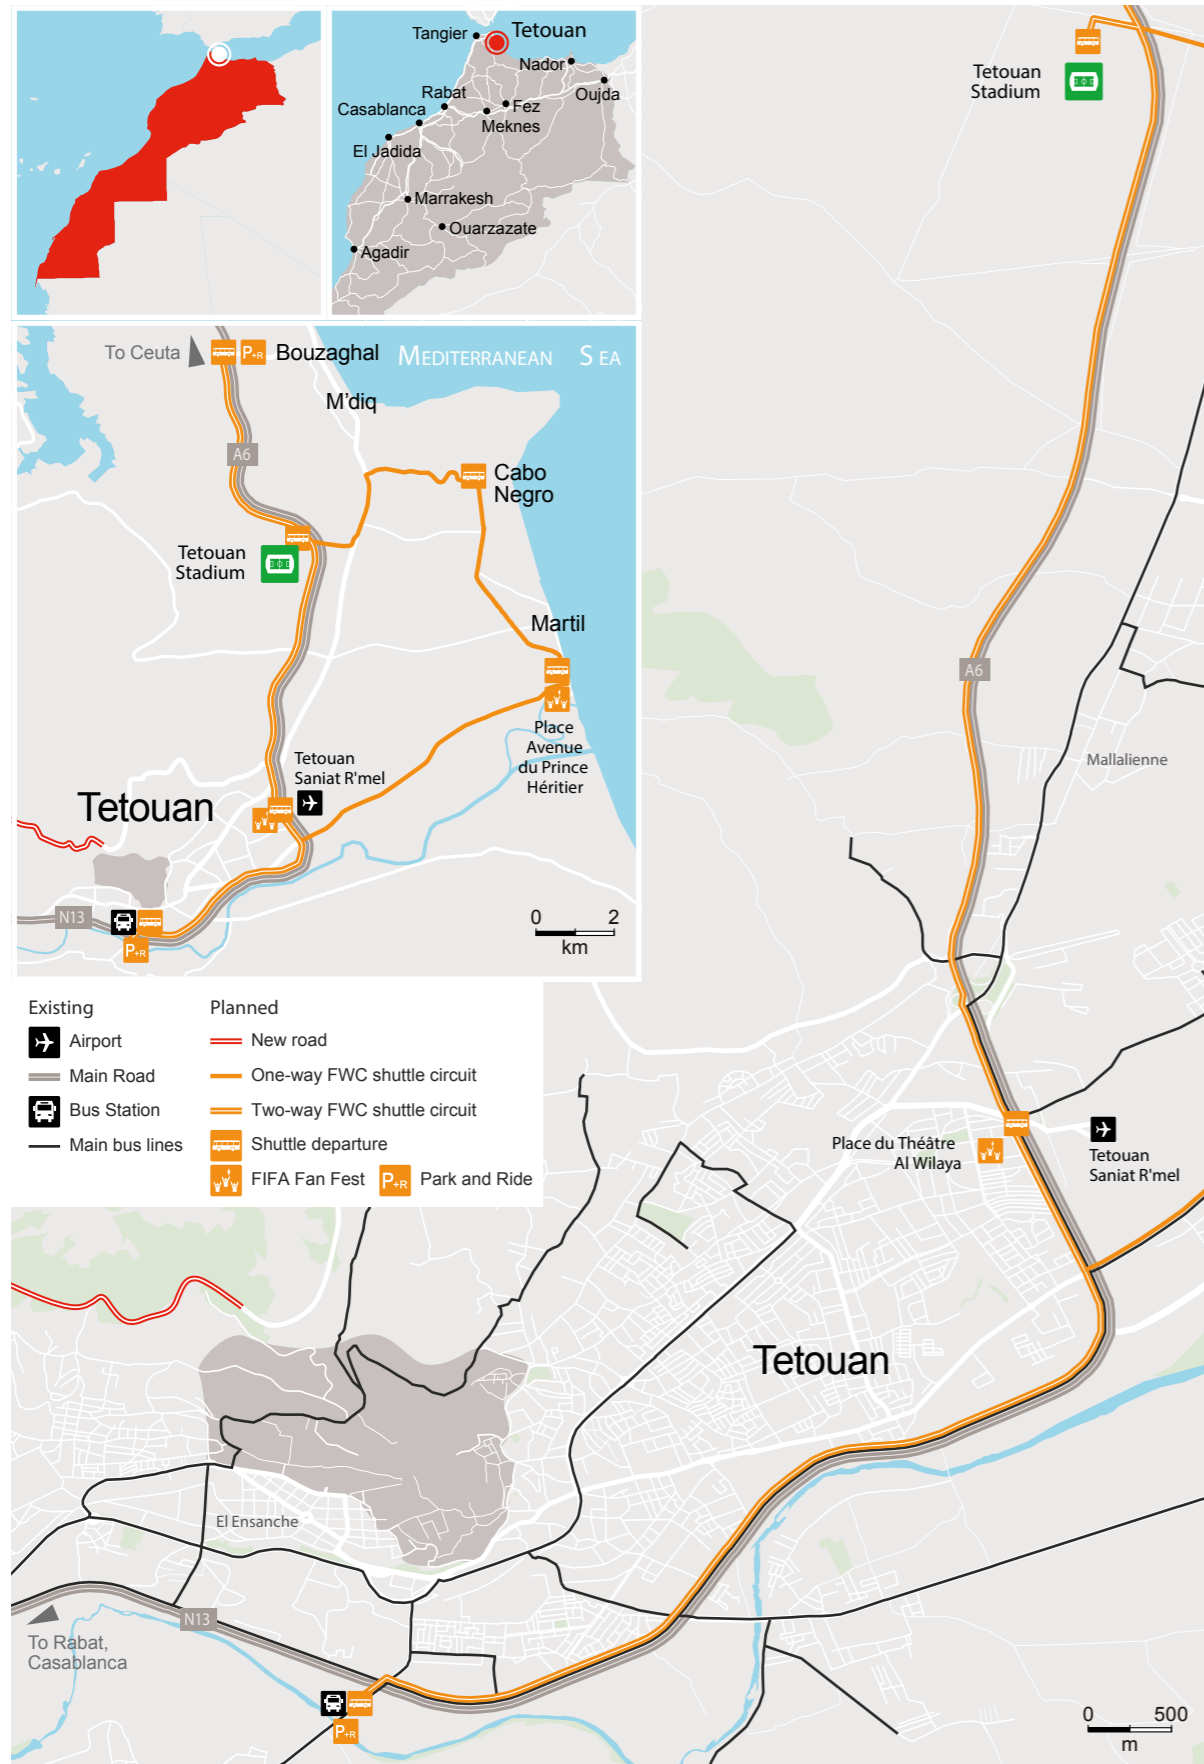 Tangier
Tetouan
Nador
Oujda
Rabat
Casablanca
Fez
Meknes
El Jadida
Marrakesh
Ouarzazate
Agadir
Tetouan
Stadium
To Ceuta
P+R
Bouzaghal
MEDITERRANEAN SEA
M'diq
A6
Cabo
Negro
Tetouan
Stadium
Martil
Place
Avenue
du Prince
Héritier
Tetouan
Saniat R'mel
Tetouan
N13
P+R
0 2
km
A6
Mallalienne
Existing
Airport
Main Road
Bus Station
Main bus lines
Planned
New road
One-way FWC shuttle circuit
Two-way FWC shuttle circuit
Shuttle departure
FIFA Fan Fest
P+R Park and Ride
Place du Théâtre
Al Wilaya
Tetouan
Saniat R'mel
Tetouan
El Ensanche
N13
To Rabat,
Casablanca
P+R
0 500
m